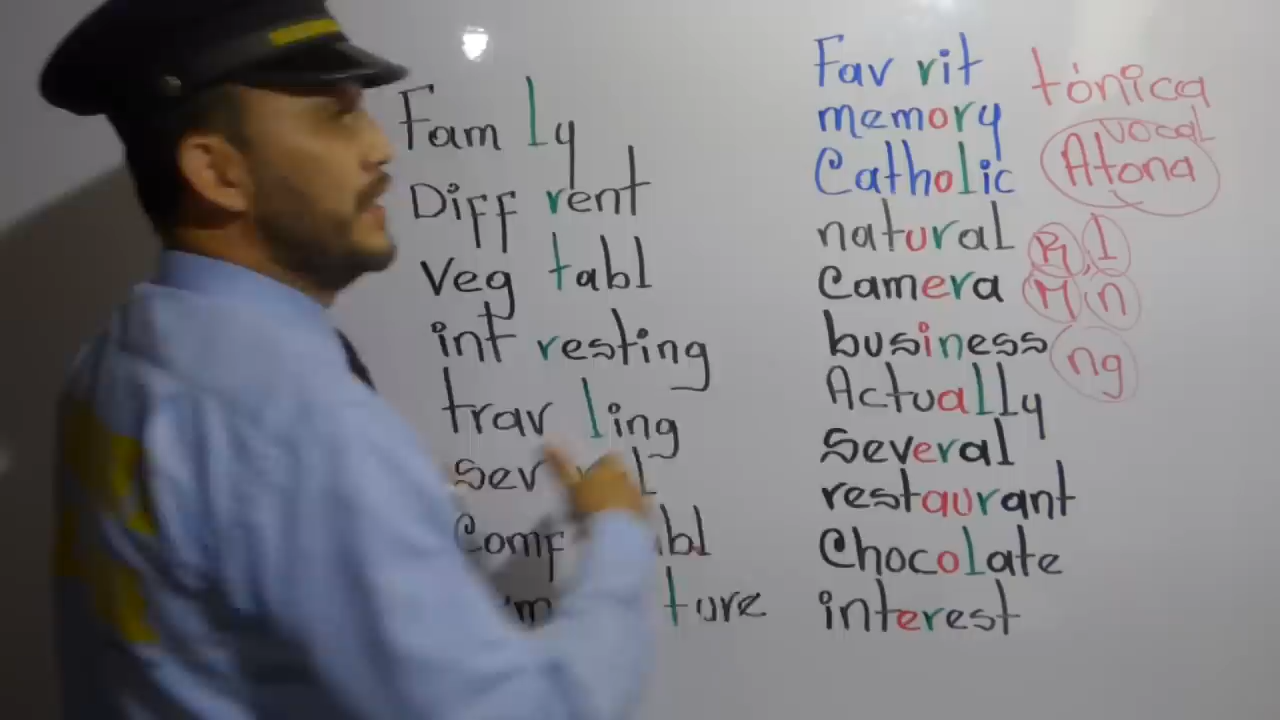 Fam ly
Diff rent
Veg tabl
int resting
trav ling
Sev
Comf bl
ture
Fav rit
memory
Catholic
natural
Camera
business
Actually
Several
restaurant
Chocolate
interest
tónica
vocal
Atona
R, l
M n
ng